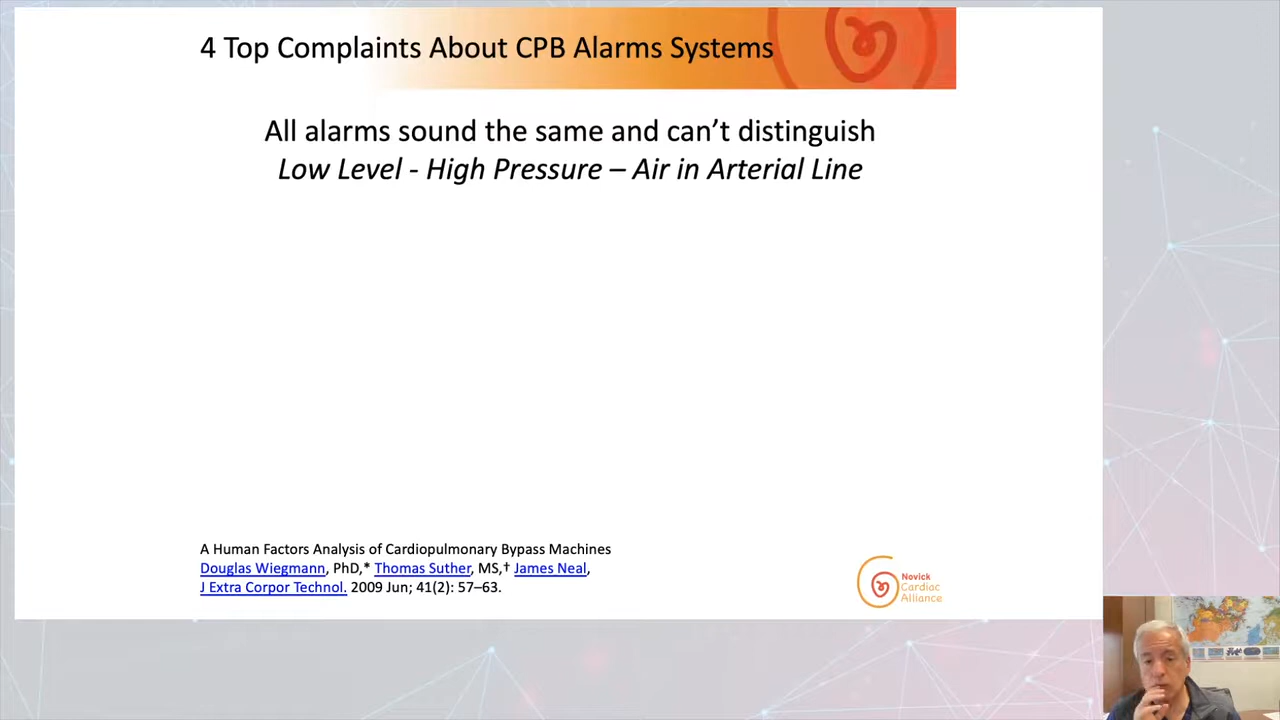 4 Top Complaints About CPB Alarms Systems
All alarms sound the same and can’t distinguish
Low Level - High Pressure – Air in Arterial Line
A Human Factors Analysis of Cardiopulmonary Bypass Machines
Douglas Wiegmann, PhD,* Thomas Suther, MS,† James Neal,
J Extra Corpor Technol. 2009 Jun; 41(2): 57–63.
Novick
Cardiac
Alliance